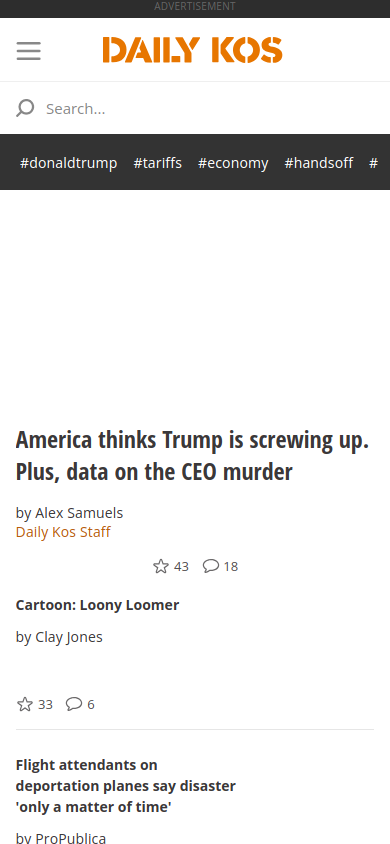 ADVERTISEMENT
DAILY KOS
Search...
#donaldtrump #tariffs #economy #handsoff #
America thinks Trump is screwing up.
Plus, data on the CEO murder
by Alex Samuels
Daily Kos Staff
43 18
Cartoon: Loony Loomer
by Clay Jones
33 6
Flight attendants on
deportation planes say disaster
'only a matter of time'
by ProPublica